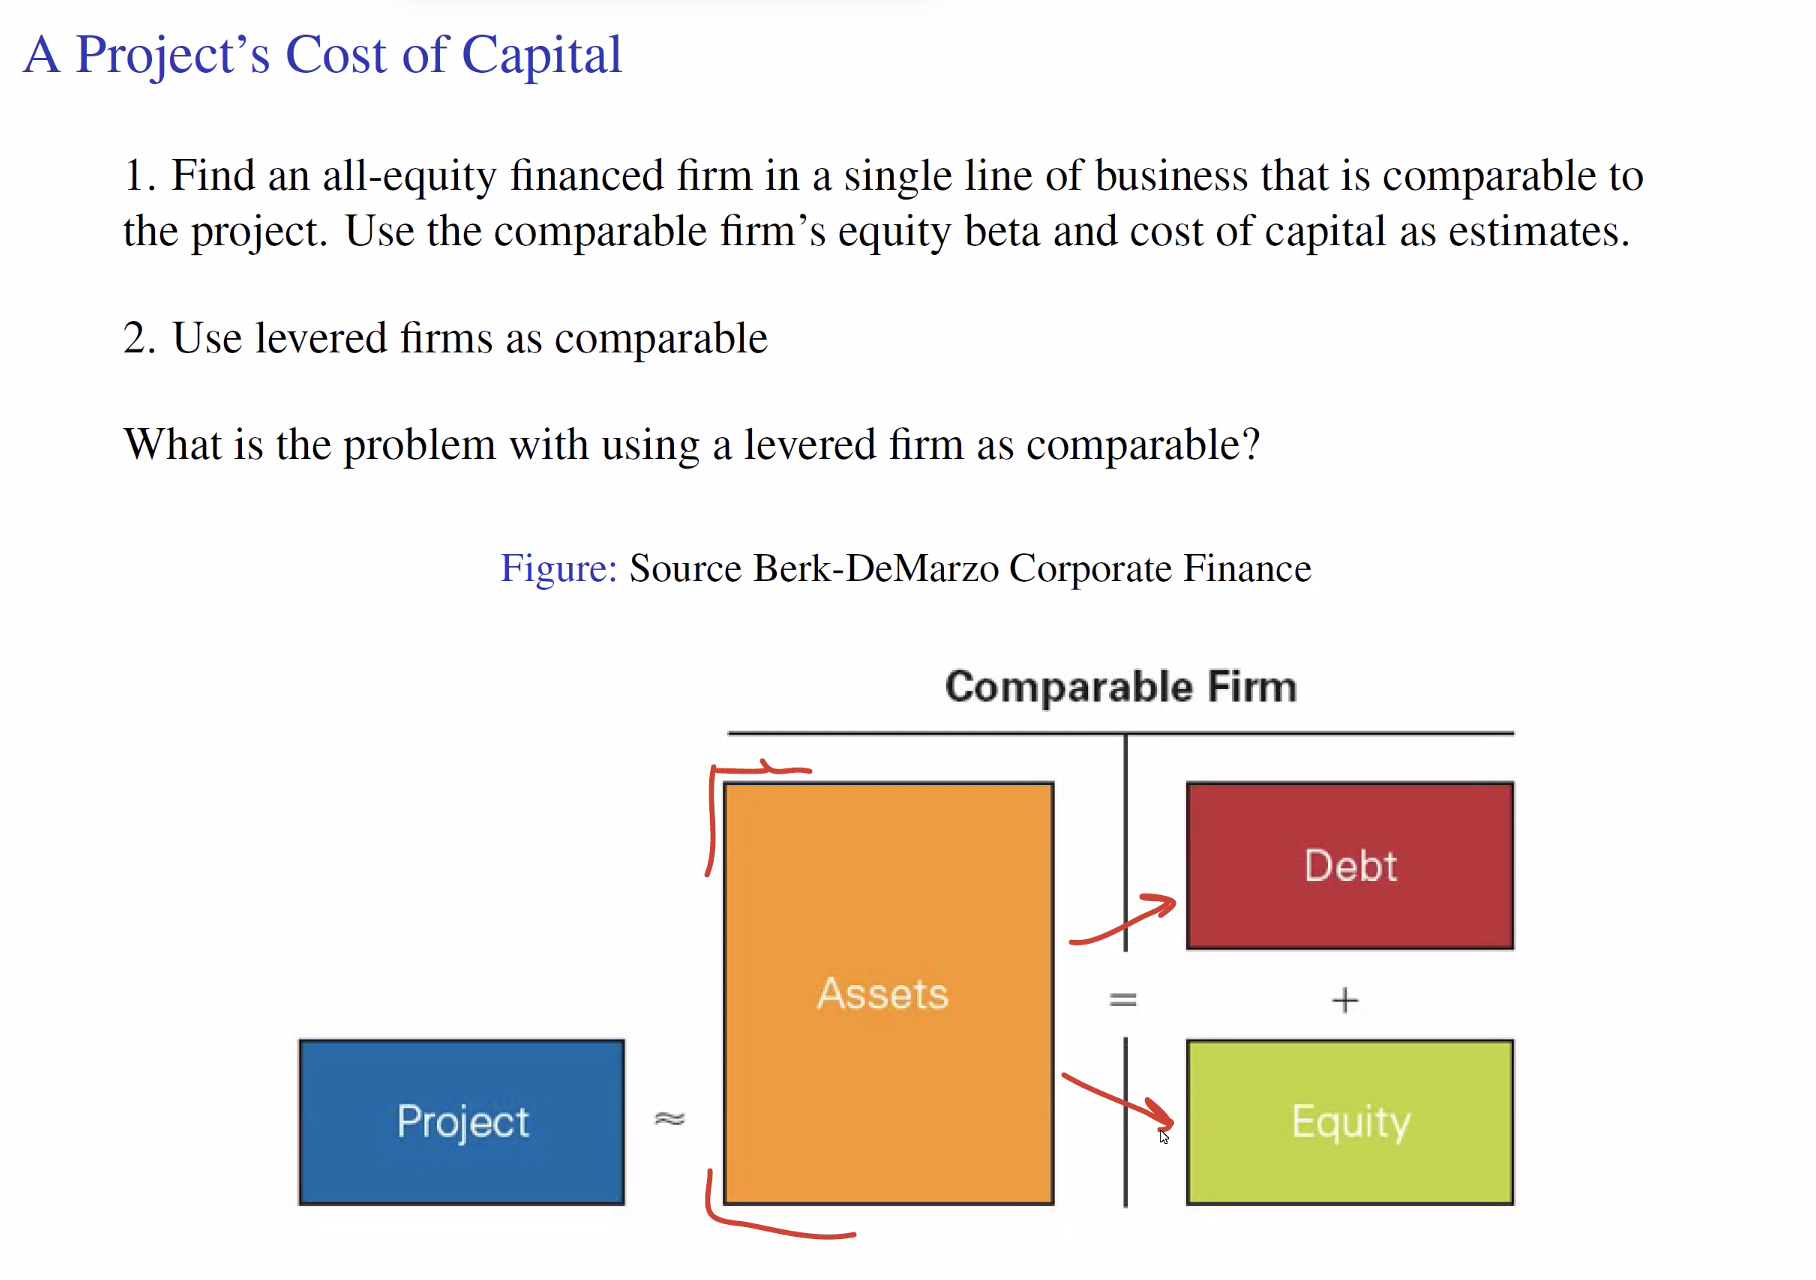 A Project's Cost of Capital
1. Find an all-equity financed firm in a single line of business that is comparable to
the project. Use the comparable firm's equity beta and cost of capital as estimates.
2. Use levered firms as comparable
What is the problem with using a levered firm as comparable?
Figure: Source Berk-DeMarzo Corporate Finance
Comparable Firm
Debt
Assets
= +
Project ≈ Equity